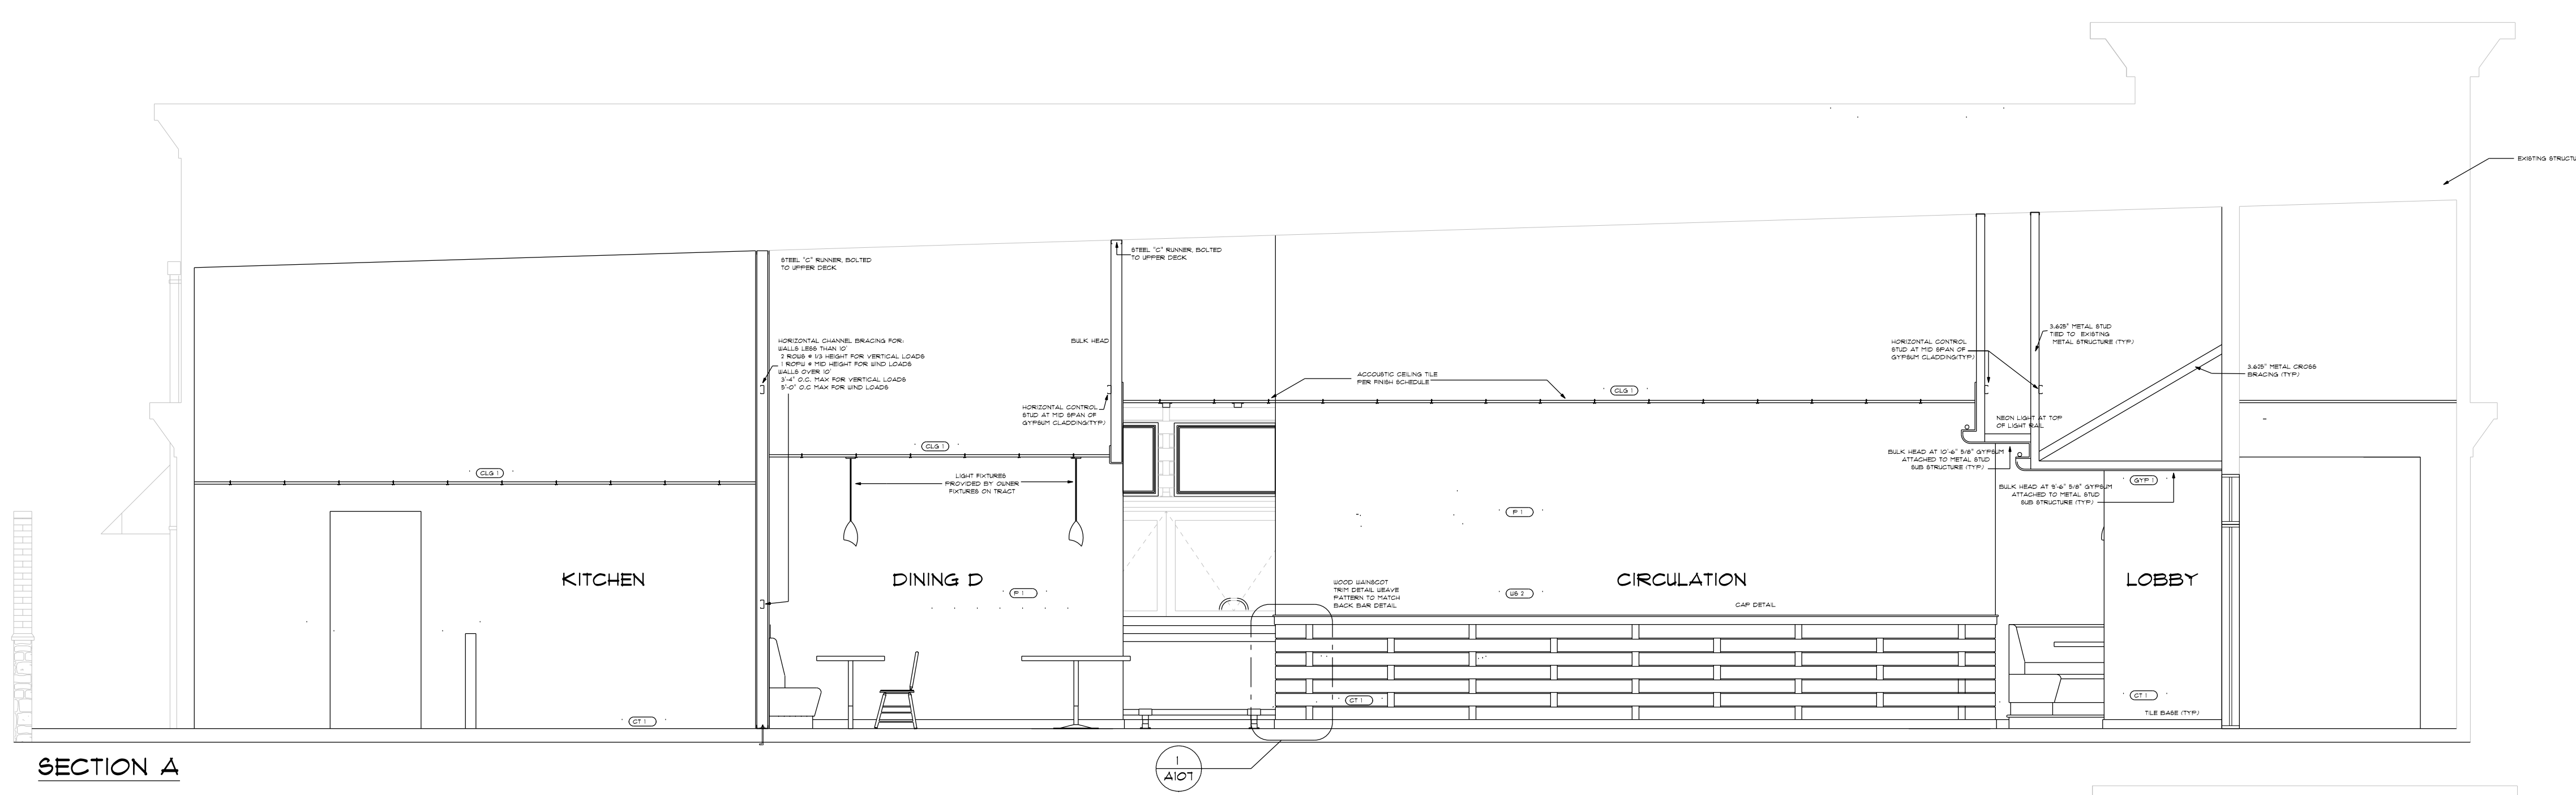 EXISTING STRUCTU
STEEL "C" RUNNER, BOLTED
TO UPPER DECK
STEEL "C" RUNNER, BOLTED
TO UPPER DECK
HORIZONTAL CHANNEL BRACING FOR:
WALLS LESS THAN 10'
2 ROWS @ 1/3 HEIGHT FOR VERTICAL LOADS
1 ROPW @ MID HEIGHT FOR WIND LOADS
WALLS OVER 10'
3'-4" O.C. MAX FOR VERTICAL LOADS
5'-0" O.C MAX FOR WIND LOADS
BULK HEAD
HORIZONTAL CONTROL
STUD AT MID SPAN OF
GYPSUM CLADDING(TYP.)
ACCOUSTIC CEILING TILE
PER FINISH SCHEDULE
CLG 1
HORIZONTAL CONTROL
STUD AT MID SPAN OF
GYPSUM CLADDING(TYP.)
3.625" METAL STUD
TIED TO EXISTING
METAL STRUCTURE (TYP.)
3.625" METAL CROSS
BRACING (TYP.)
NEON LIGHT AT TOP
OF LIGHT RAIL
BULK HEAD AT 10'-6" 5/8" GYPSUM
ATTACHED TO METAL STUD
SUB STRUCTURE (TYP.)
BULK HEAD AT 9'-6" 5/8" GYPSUM
ATTACHED TO METAL STUD
SUB STRUCTURE (TYP.)
GYP 1
CLG 1
CLG 1
LIGHT FIXTURES
PROVIDED BY OWNER
FIXTURES ON TRACT
P 1
KITCHEN
DINING D
CIRCULATION
LOBBY
P 1
WOOD WAINSCOT
TRIM DETAIL WEAVE
PATTERN TO MATCH
BACK BAR DETAIL
WB 2
CAP DETAIL
CT 1
CT 1
CT 1
TILE BASE (TYP.)
SECTION A
1
A107